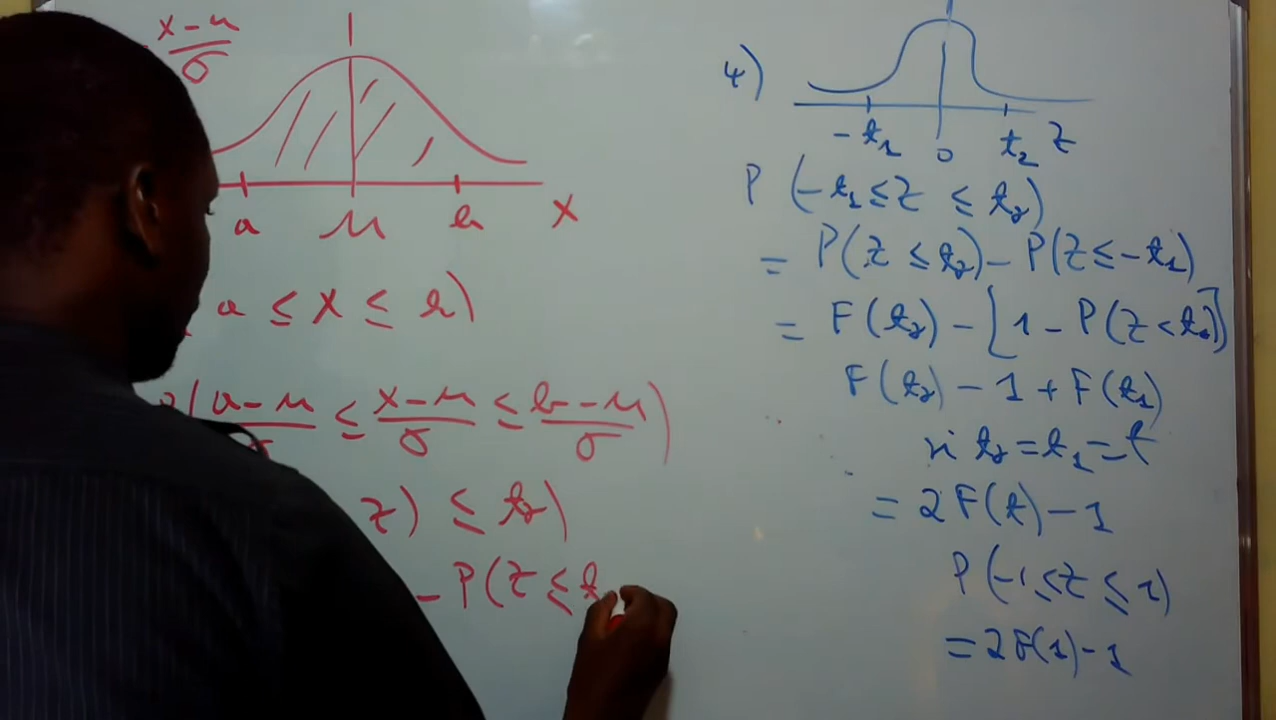 x-μ
σ
a μ b X
a ≤ X ≤ b)
(a-μ ≤ x-μ/σ ≤ b-μ/σ)
z) ≤ t₂)
- P(Z ≤ t
4)
-t₁ 0 t₂ Z
P (-t₁ ≤ Z ≤ t₂)
= P(Z ≤ t₂) - P(Z ≤ -t₁)
= F(t₂) - [1 - P(Z < t₁)]
F(t₂) - 1 + F(t₁)
si t₂ = t₁ = t
= 2F(t) - 1
P(-1 ≤ Z ≤ 1)
= 2F(1) - 1